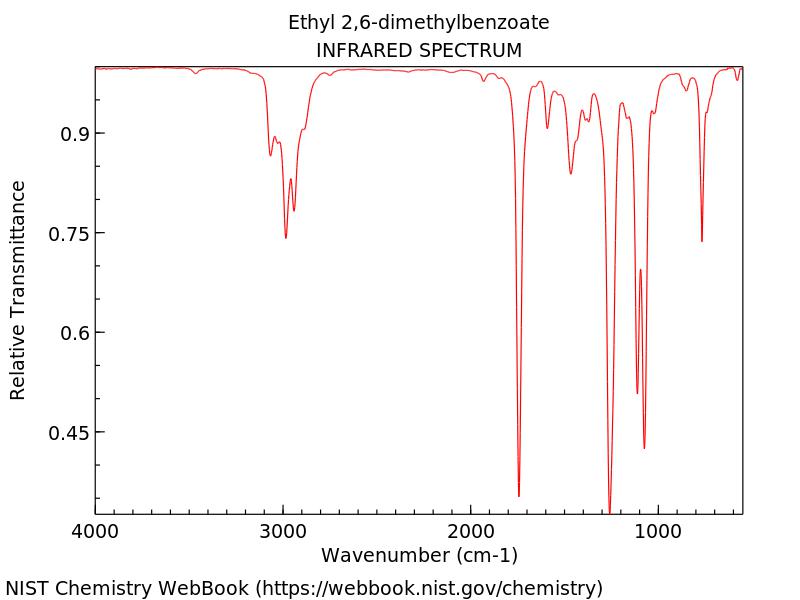 Ethyl 2,6-dimethylbenzoate
INFRARED SPECTRUM
0.9
0.75
0.6
0.45
Relative Transmittance
4000 3000 2000 1000
Wavenumber (cm-1)
NIST Chemistry WebBook (https://webbook.nist.gov/chemistry)